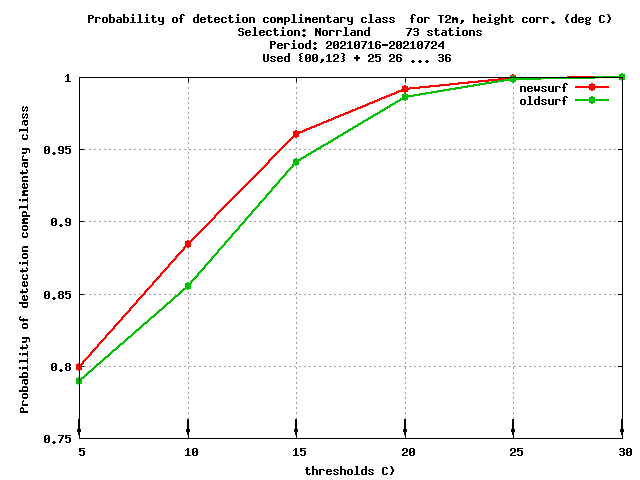 Probability of detection complimentary class  for T2m, height corr. (deg C)
Selection: Norrland     73 stations
Period: 20210716-20210724
Used {00,12} + 25 26 ... 36
Probability of detection complimentary class
1
0.95
0.9
0.85
0.8
0.75
newsurf
oldsurf
5 10 15 20 25 30
thresholds C)